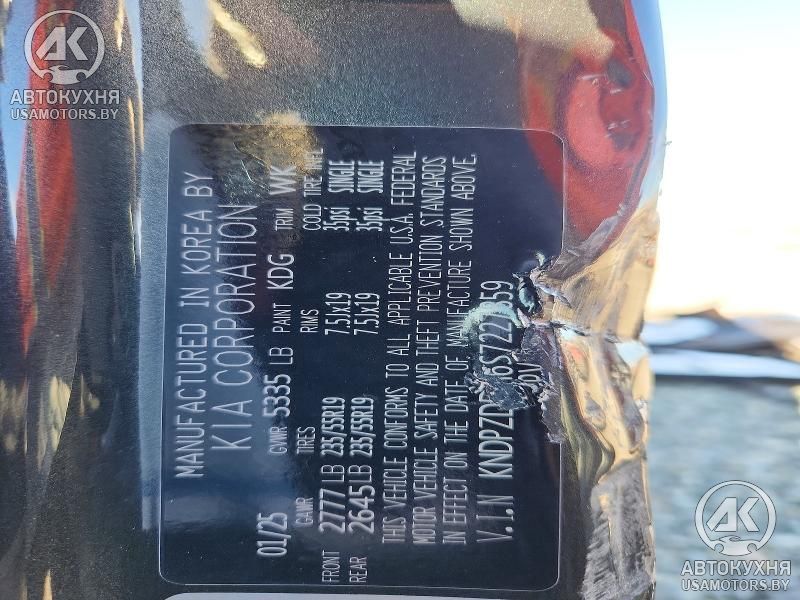 AK
АВТОКУХНЯ
USAMOTORS.BY
MANUFACTURED IN KOREA BY
KIA CORPORATION
01/25 GVWR 5335 LB PAINT KDG TRIM WK
GAWR TIRES RIMS COLD TIRE
FRONT 2777 LB 235/55R19 7.5Jx19 35psi SINGLE
REAR 2645 LB 235/55R19 7.5Jx19 35psi SINGLE
THIS VEHICLE CONFORMS TO ALL APPLICABLE U.S.A. FEDERAL
MOTOR VEHICLE SAFETY AND THEFT PREVENTION STANDARDS
IN EFFECT ON THE DATE OF MANUFACTURE SHOWN ABOVE.
V.I.N
AK
АВТОКУХНЯ
USAMOTORS.BY